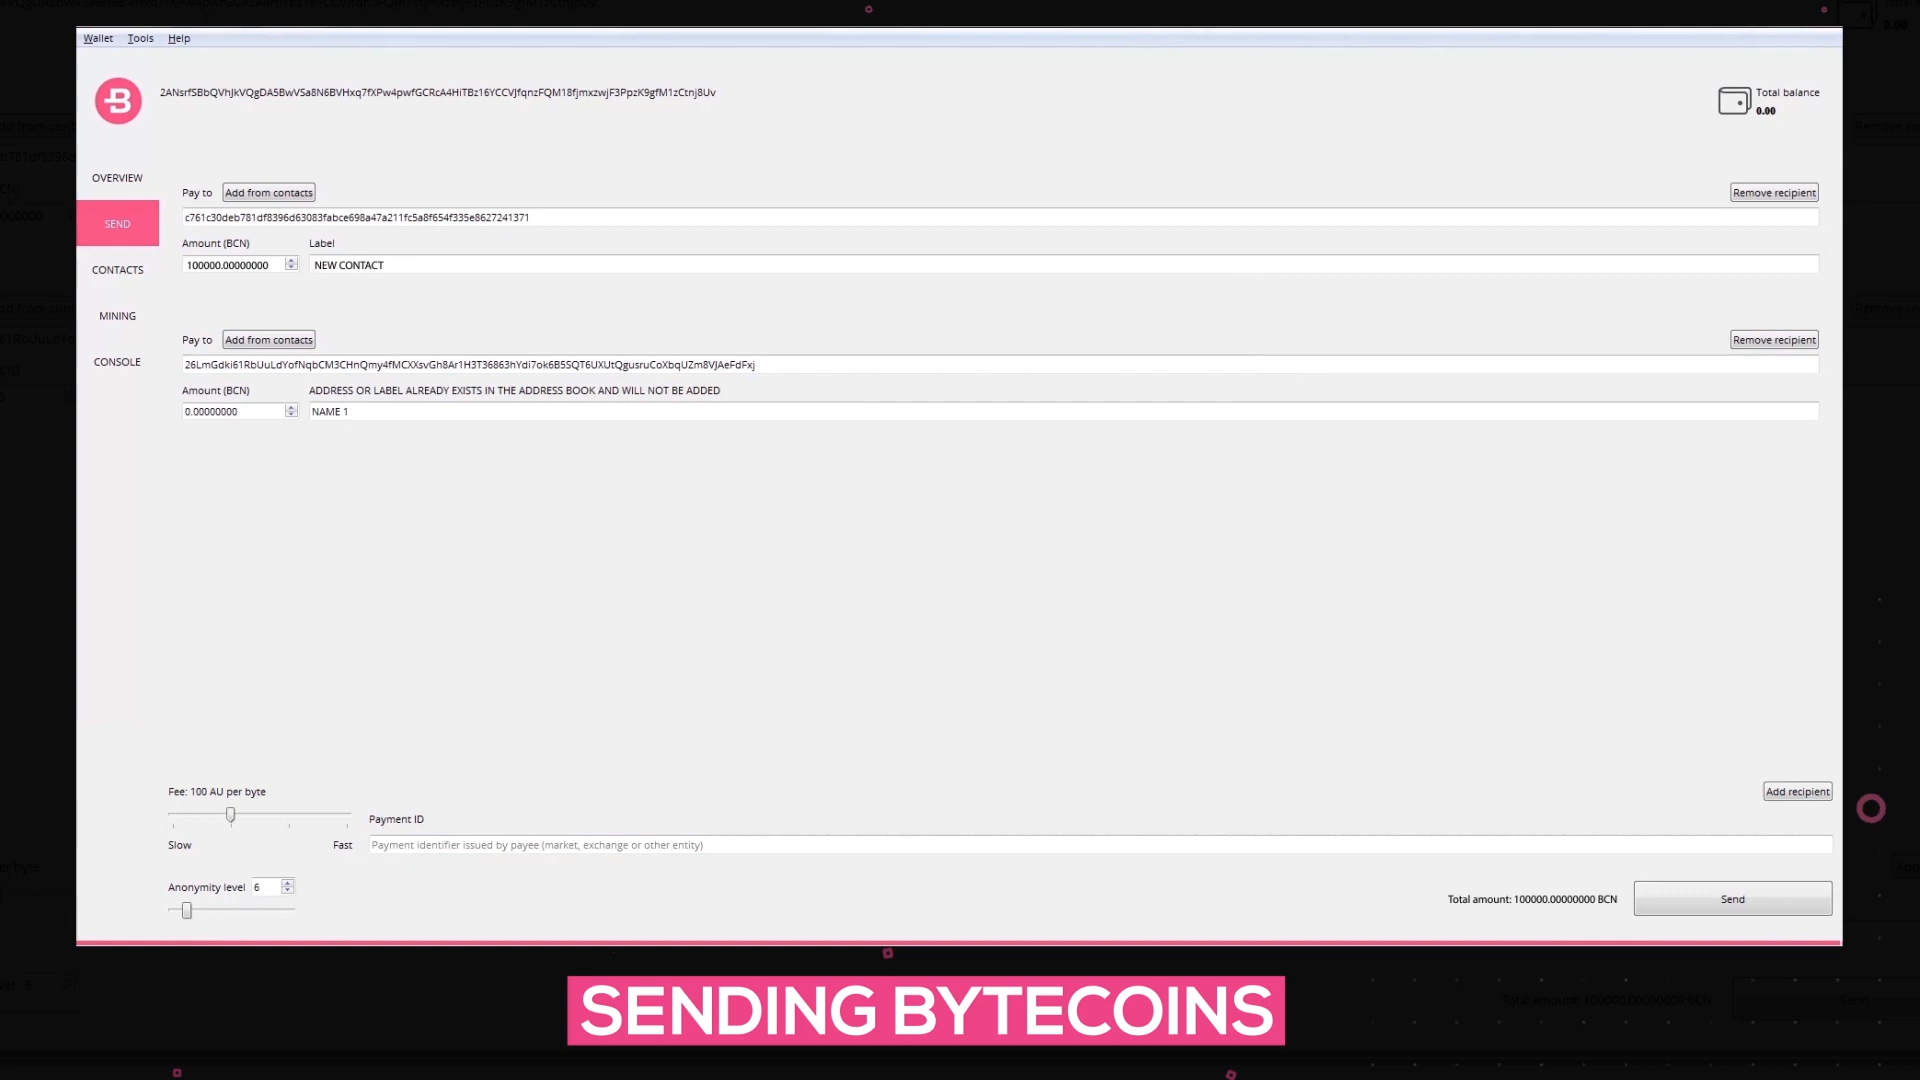 Wallet Tools Help
2ANsrfSBbQVhJkVQgDA5BwVSa8N6BVHxq7fXPw4pwfGCRcA4HiTBz16YCCVJfqnzFQM18fjmxzwjF3PpzK9gfM1zCtnj8Uv
Total balance
0.00
OVERVIEW
SEND
CONTACTS
MINING
CONSOLE
Pay to Add from contacts Remove recipient
c761c30deb781df8396d63083fabce698a47a211fc5a8f654f335e8627241371
Amount (BCN) Label
100000.00000000 NEW CONTACT
Pay to Add from contacts Remove recipient
26LmGdki61RbUuLdYofNqbCM3CHnQmy4fMCXXsvGh8Ar1H3T36863hYdi7ok6B5SQT6UXUtQgusruCoXbqUZm8VJAeFdFxj
Amount (BCN) ADDRESS OR LABEL ALREADY EXISTS IN THE ADDRESS BOOK AND WILL NOT BE ADDED
0.00000000 NAME 1
Fee: 100 AU per byte Add recipient
Payment ID
Slow Fast Payment identifier issued by payee (market, exchange or other entity)
Anonymity level 6
Total amount: 100000.00000000 BCN Send
SENDING BYTECOINS